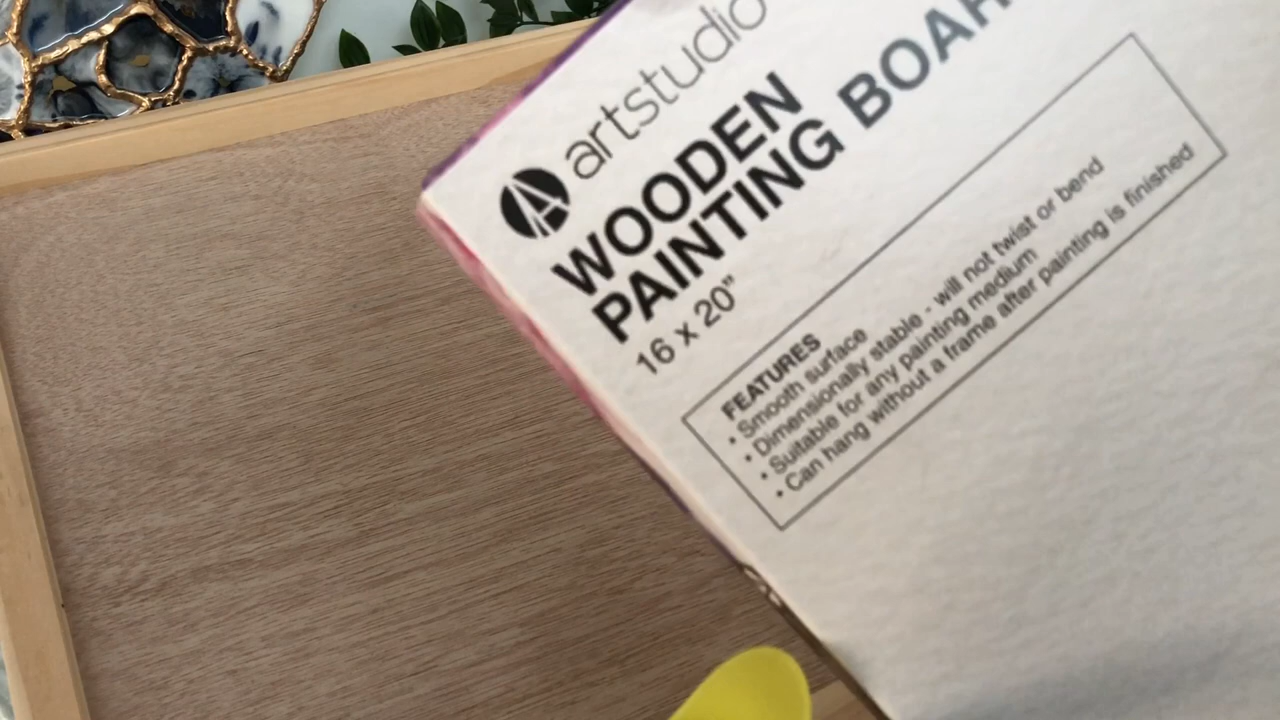 artstudio
WOODEN
PAINTING BOAR
16 x 20”
FEATURES
• Smooth surface
• Dimensionally stable - will not twist or bend
• Suitable for any painting medium
• Can hang without a frame after painting is finished